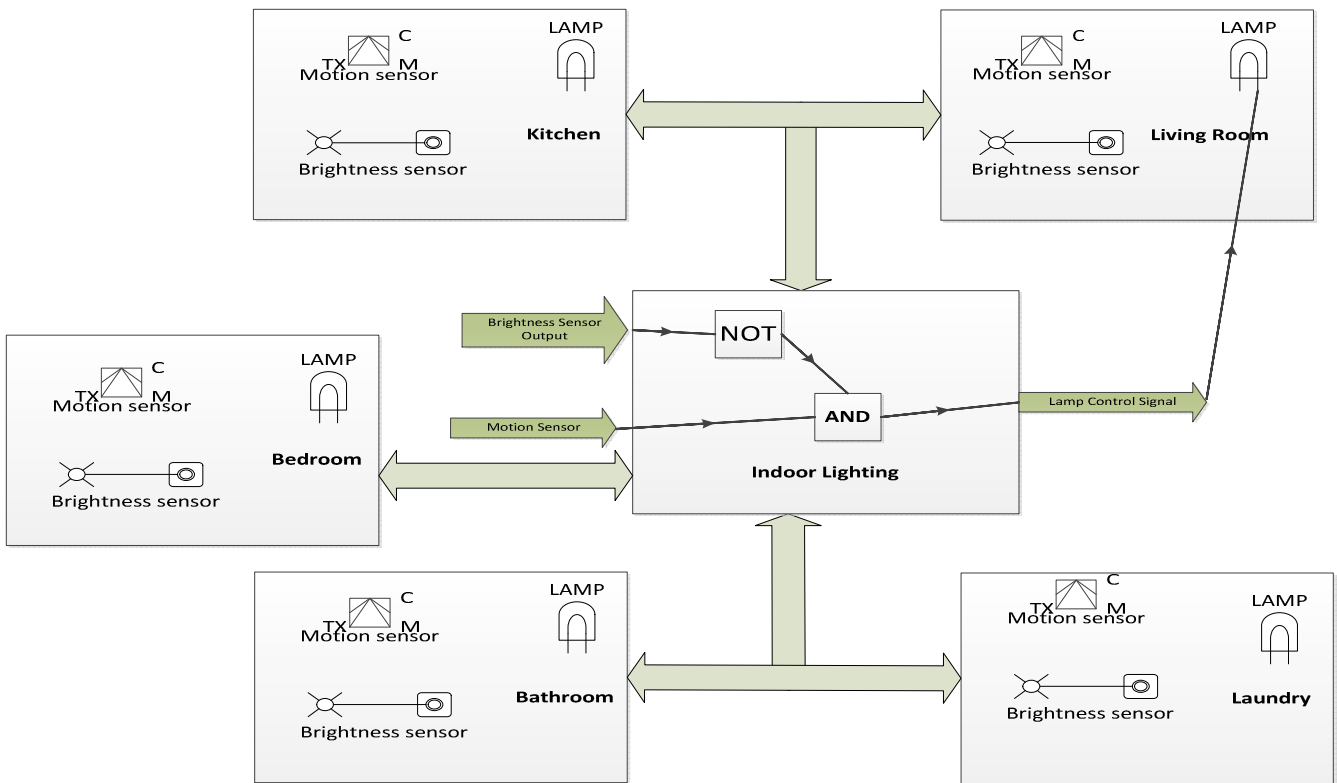 C
TX M
Motion sensor
LAMP
Kitchen
Brightness sensor
C
TX M
Motion sensor
LAMP
Living Room
Brightness sensor
Brightness Sensor
Output
NOT
Motion Sensor
AND
Lamp Control Signal
Indoor Lighting
C
TX M
Motion sensor
LAMP
Bedroom
Brightness sensor
C
TX M
Motion sensor
LAMP
Bathroom
Brightness sensor
C
TX M
Motion sensor
LAMP
Laundry
Brightness sensor